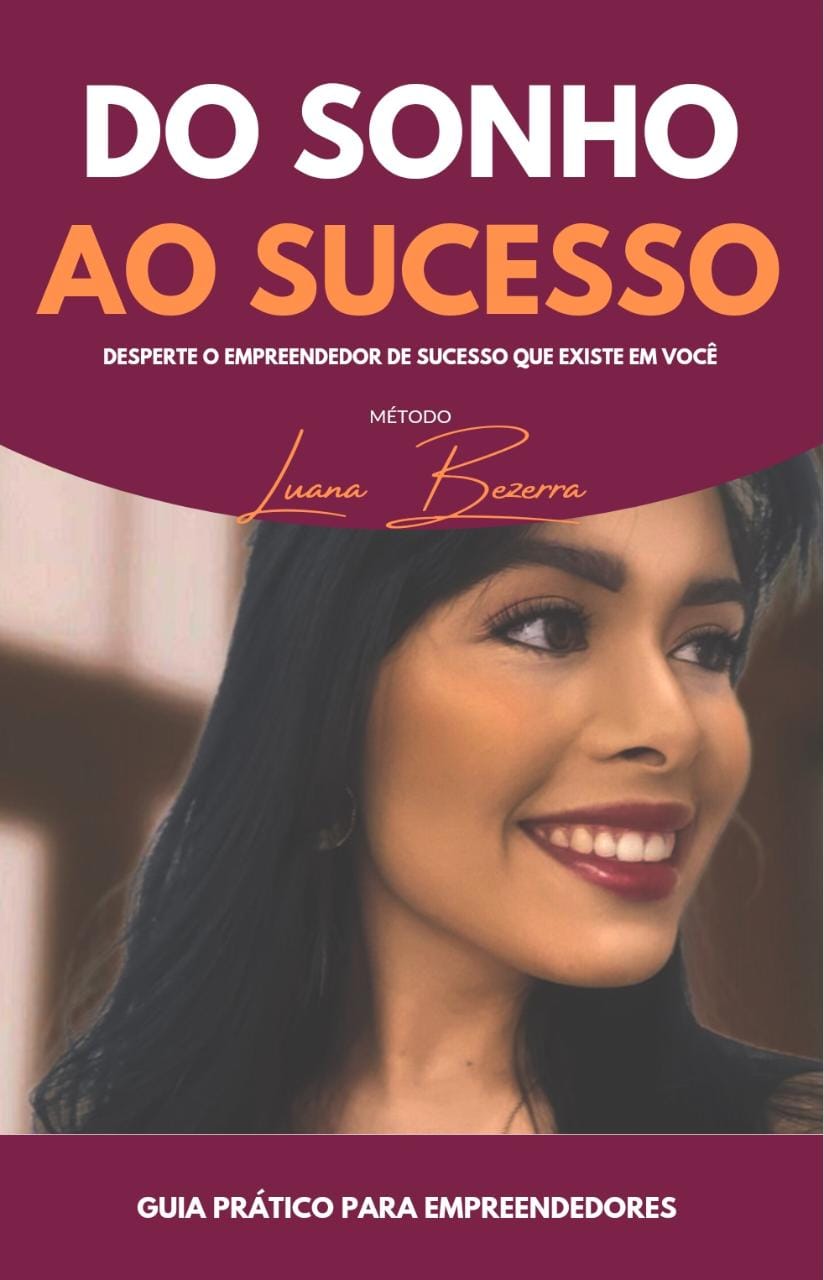 DO SONHO
AO SUCESSO
DESPERTE O EMPREENDEDOR DE SUCESSO QUE EXISTE EM VOCÊ
MÉTODO
Luana Bezerra
GUIA PRÁTICO PARA EMPREENDEDORES